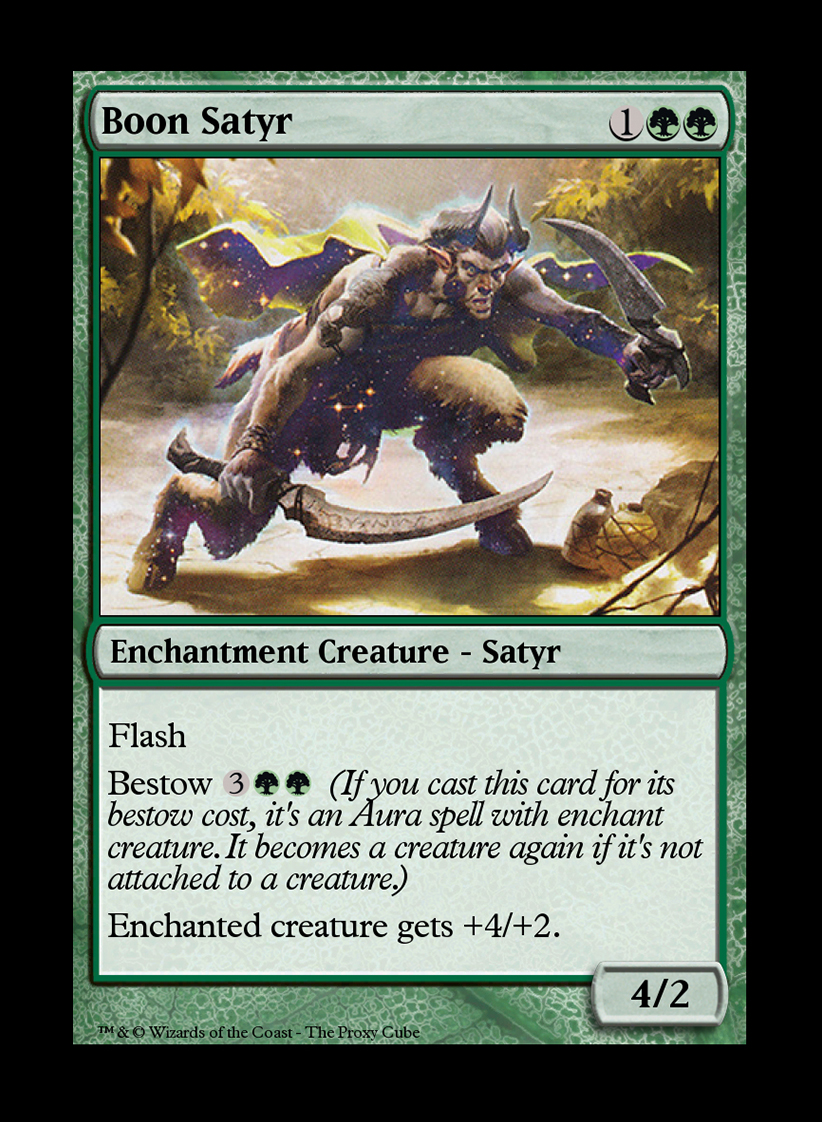 Boon Satyr 1
Enchantment Creature - Satyr
Flash
Bestow 3 (If you cast this card for its
bestow cost, it's an Aura spell with enchant
creature. It becomes a creature again if it's not
attached to a creature.)
Enchanted creature gets +4/+2.
4/2
™ & © Wizards of the Coast - The Proxy Cube